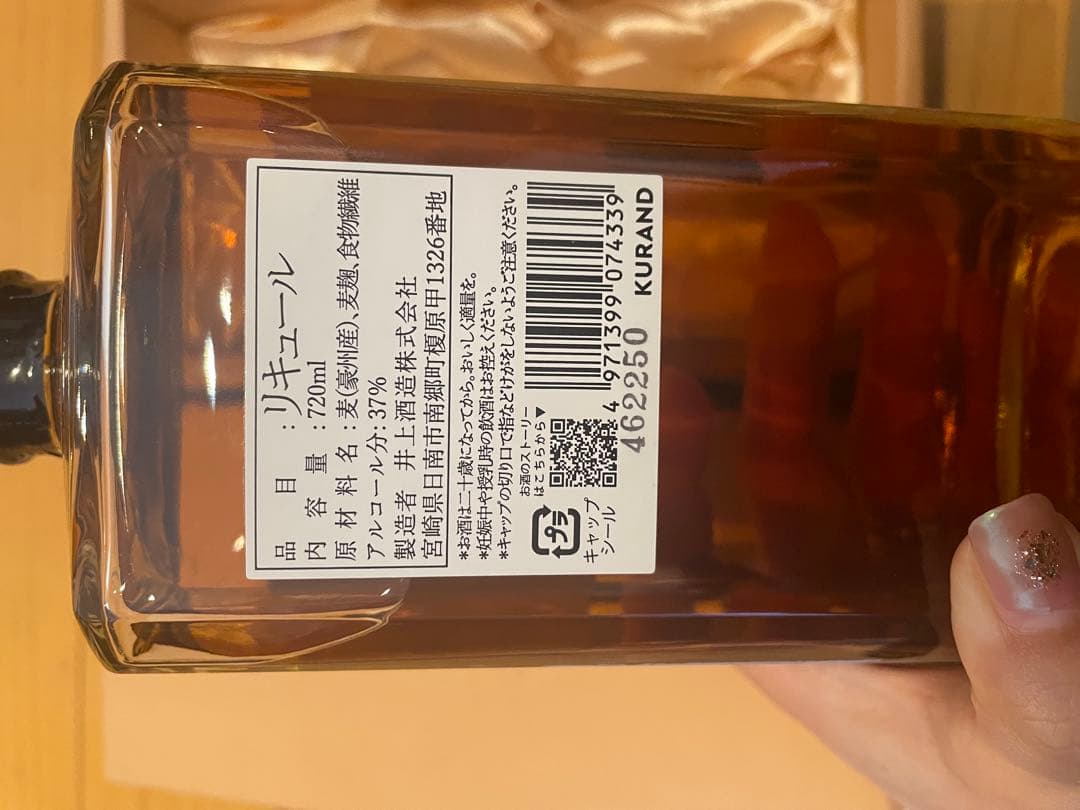 品目:リキュール
内容量:720ml
原材料名:麦(豪州産)、麦麹、食物繊維
アルコール分:37%
製造者 井上酒造株式会社
宮崎県日南市南郷町榎原甲1326番地
*お酒は二十歳になってから。おいしく適量を。
*妊娠中や授乳時の飲酒はお控えください。
*キャップの切り口で指などけがをしないようご注意ください。
プラ
キャップ
シール
お酒のストーリー
はこちらから▼
4 971399 074339
462250
KURAND